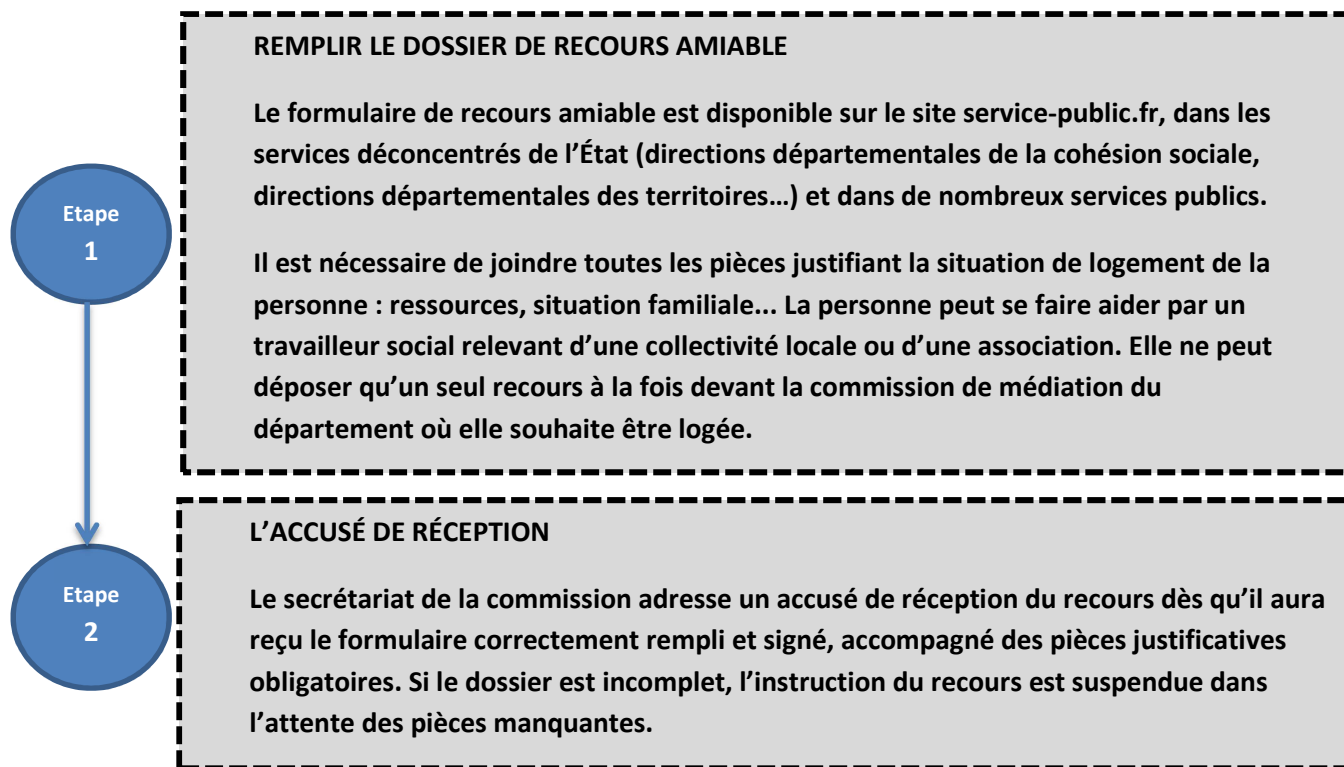 REMPLIR LE DOSSIER DE RECOURS AMIABLE
Le formulaire de recours amiable est disponible sur le site service-public.fr, dans les
services déconcentrés de l’État (directions départementales de la cohésion sociale,
directions départementales des territoires…) et dans de nombreux services publics.
Etape
1
Il est nécessaire de joindre toutes les pièces justifiant la situation de logement de la
personne : ressources, situation familiale... La personne peut se faire aider par un
travailleur social relevant d’une collectivité locale ou d’une association. Elle ne peut
déposer qu’un seul recours à la fois devant la commission de médiation du
département où elle souhaite être logée.
L’ACCUSÉ DE RÉCEPTION
Etape
2
Le secrétariat de la commission adresse un accusé de réception du recours dès qu’il aura
reçu le formulaire correctement rempli et signé, accompagné des pièces justificatives
obligatoires. Si le dossier est incomplet, l’instruction du recours est suspendue dans
l’attente des pièces manquantes.